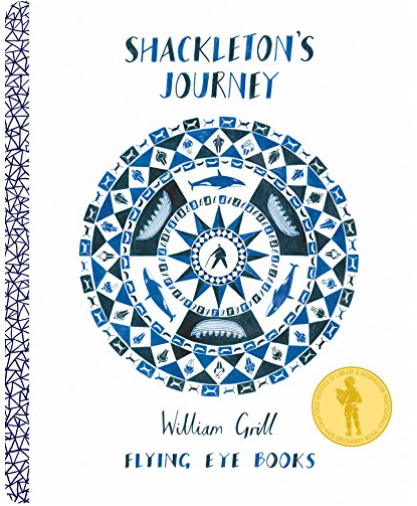 SHACKLETON'S
JOURNEY
William Grill
FLYING EYE BOOKS